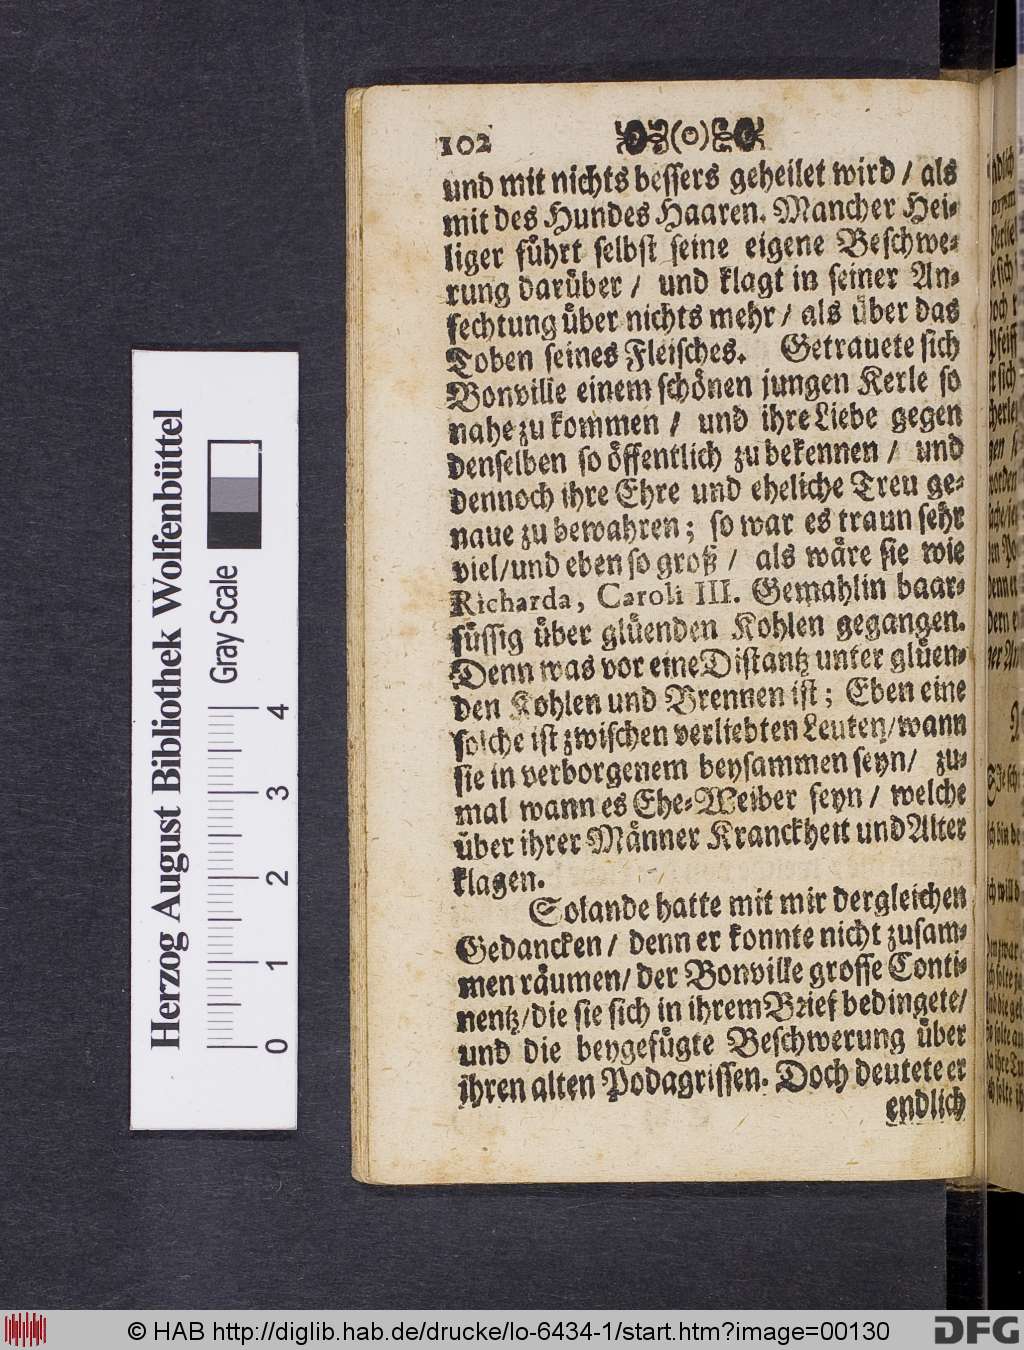 102 (o)
und mit nichts bessers geheilet wird / als
mit des Hundes Haaren. Mancher Hei-
liger führt selbst seine eigene Beschwe-
rung darüber / und klagt in seiner An-
fechtung über nichts mehr / als über das
Toben seines Fleisches. Getrauete sich
Bonville einem schönen jungen Kerle so
nahe zu kommen / und ihre Liebe gegen
denselben so öffentlich zu bekennen / und
dennoch ihre Ehre und eheliche Treu ge-
naue zu bewahren; so war es traun sehr
viel/und eben so groß / als wäre sie wie
Richarda, Caroli III. Gemahlin baar-
füssig über glüenden Kohlen gegangen.
Denn was vor eine Distantz unter glüen-
den Kohlen und Brennen ist; Eben eine
solche ist zwischen verliebten Leuten/wann
sie in verborgenem beysammen seyn/ zu-
mal wann es Ehe-Weiber seyn / welche
über ihrer Männer Kranckheit und Alter
klagen.
Solande hatte mit mir dergleichen
Gedancken / denn er konnte nicht zusam-
men räumen/ der Bonville grosse Conti-
nentz/die sie sich in ihrem Brief bedingete/
und die beygefügte Beschwerung über
ihren alten Podagrissen. Doch deutete er
endlich
Herzog August Bibliothek Wolfenbüttel
Gray Scale
0 1 2 3 4
© HAB http://diglib.hab.de/drucke/lo-6434-1/start.htm?image=00130
DFG